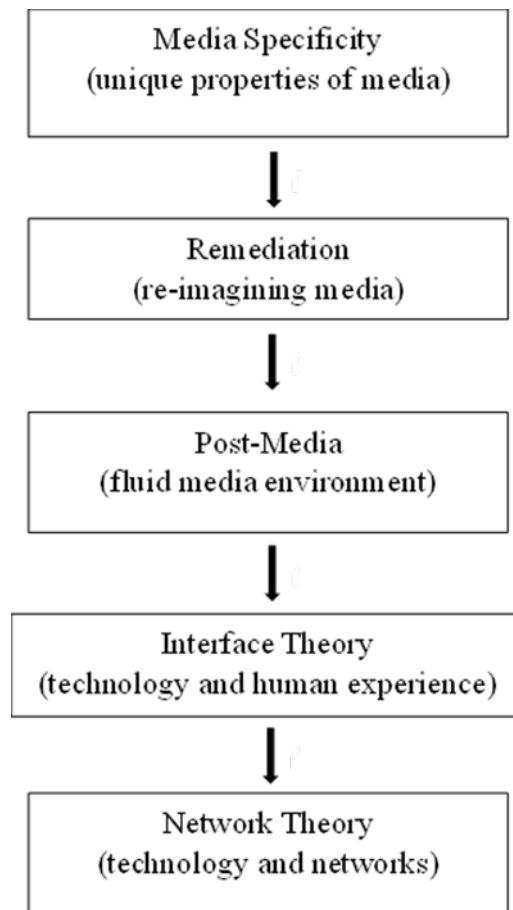 Media Specificity
(unique properties of media)
Remediation
(re-imagining media)
Post-Media
(fluid media environment)
Interface Theory
(technology and human experience)
Network Theory
(technology and networks)